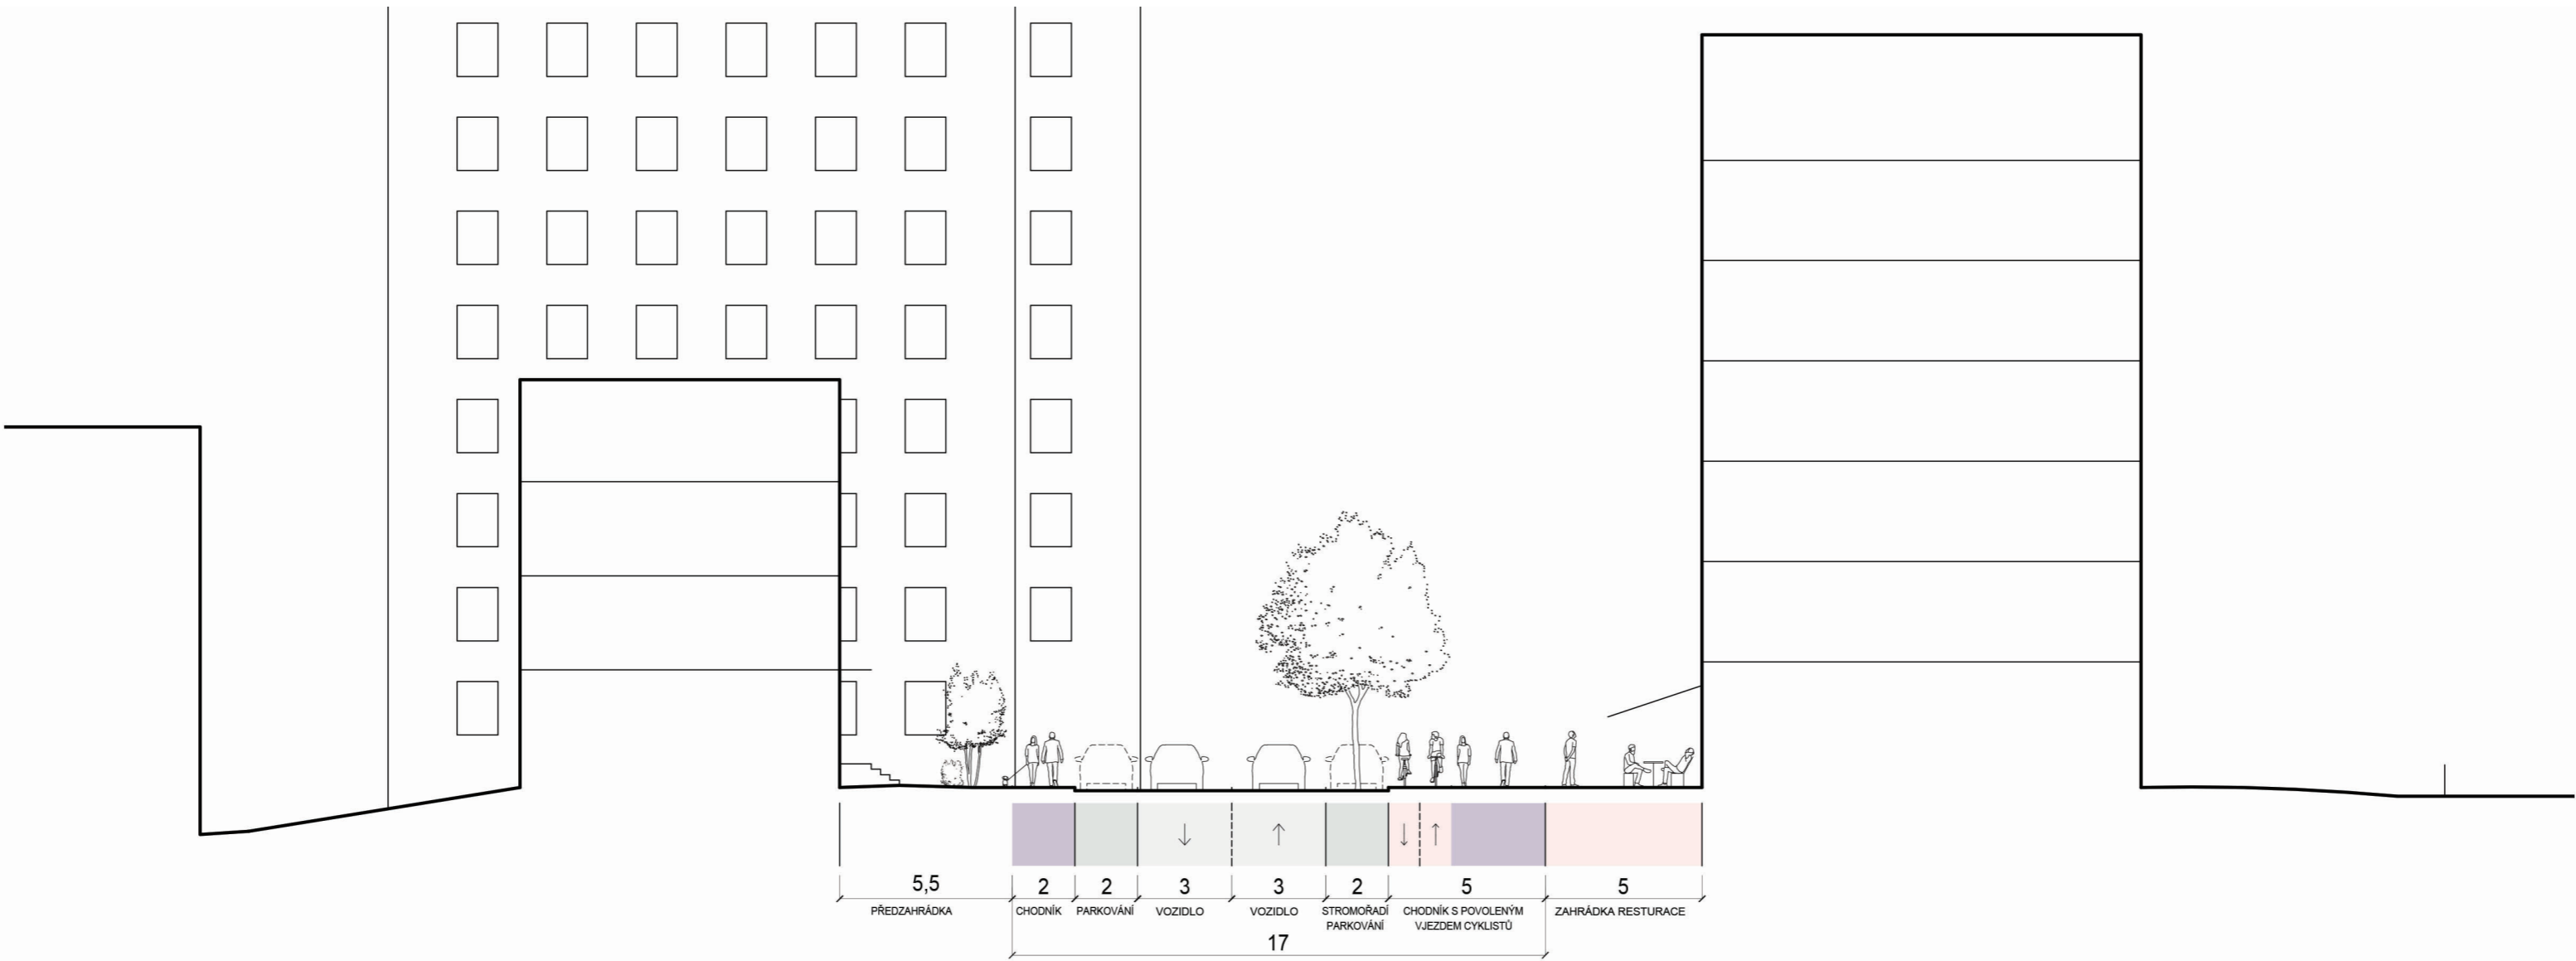 5,5
2
2
3
3
2
5
5
PŘEDZAHRÁDKA
CHODNÍK
PARKOVÁNÍ
VOZIDLO
VOZIDLO
STROMOŘADÍ
PARKOVÁNÍ
CHODNÍK S POVOLENÝM
VJEZDEM CYKLISTŮ
ZAHRÁDKA RESTURACE
17